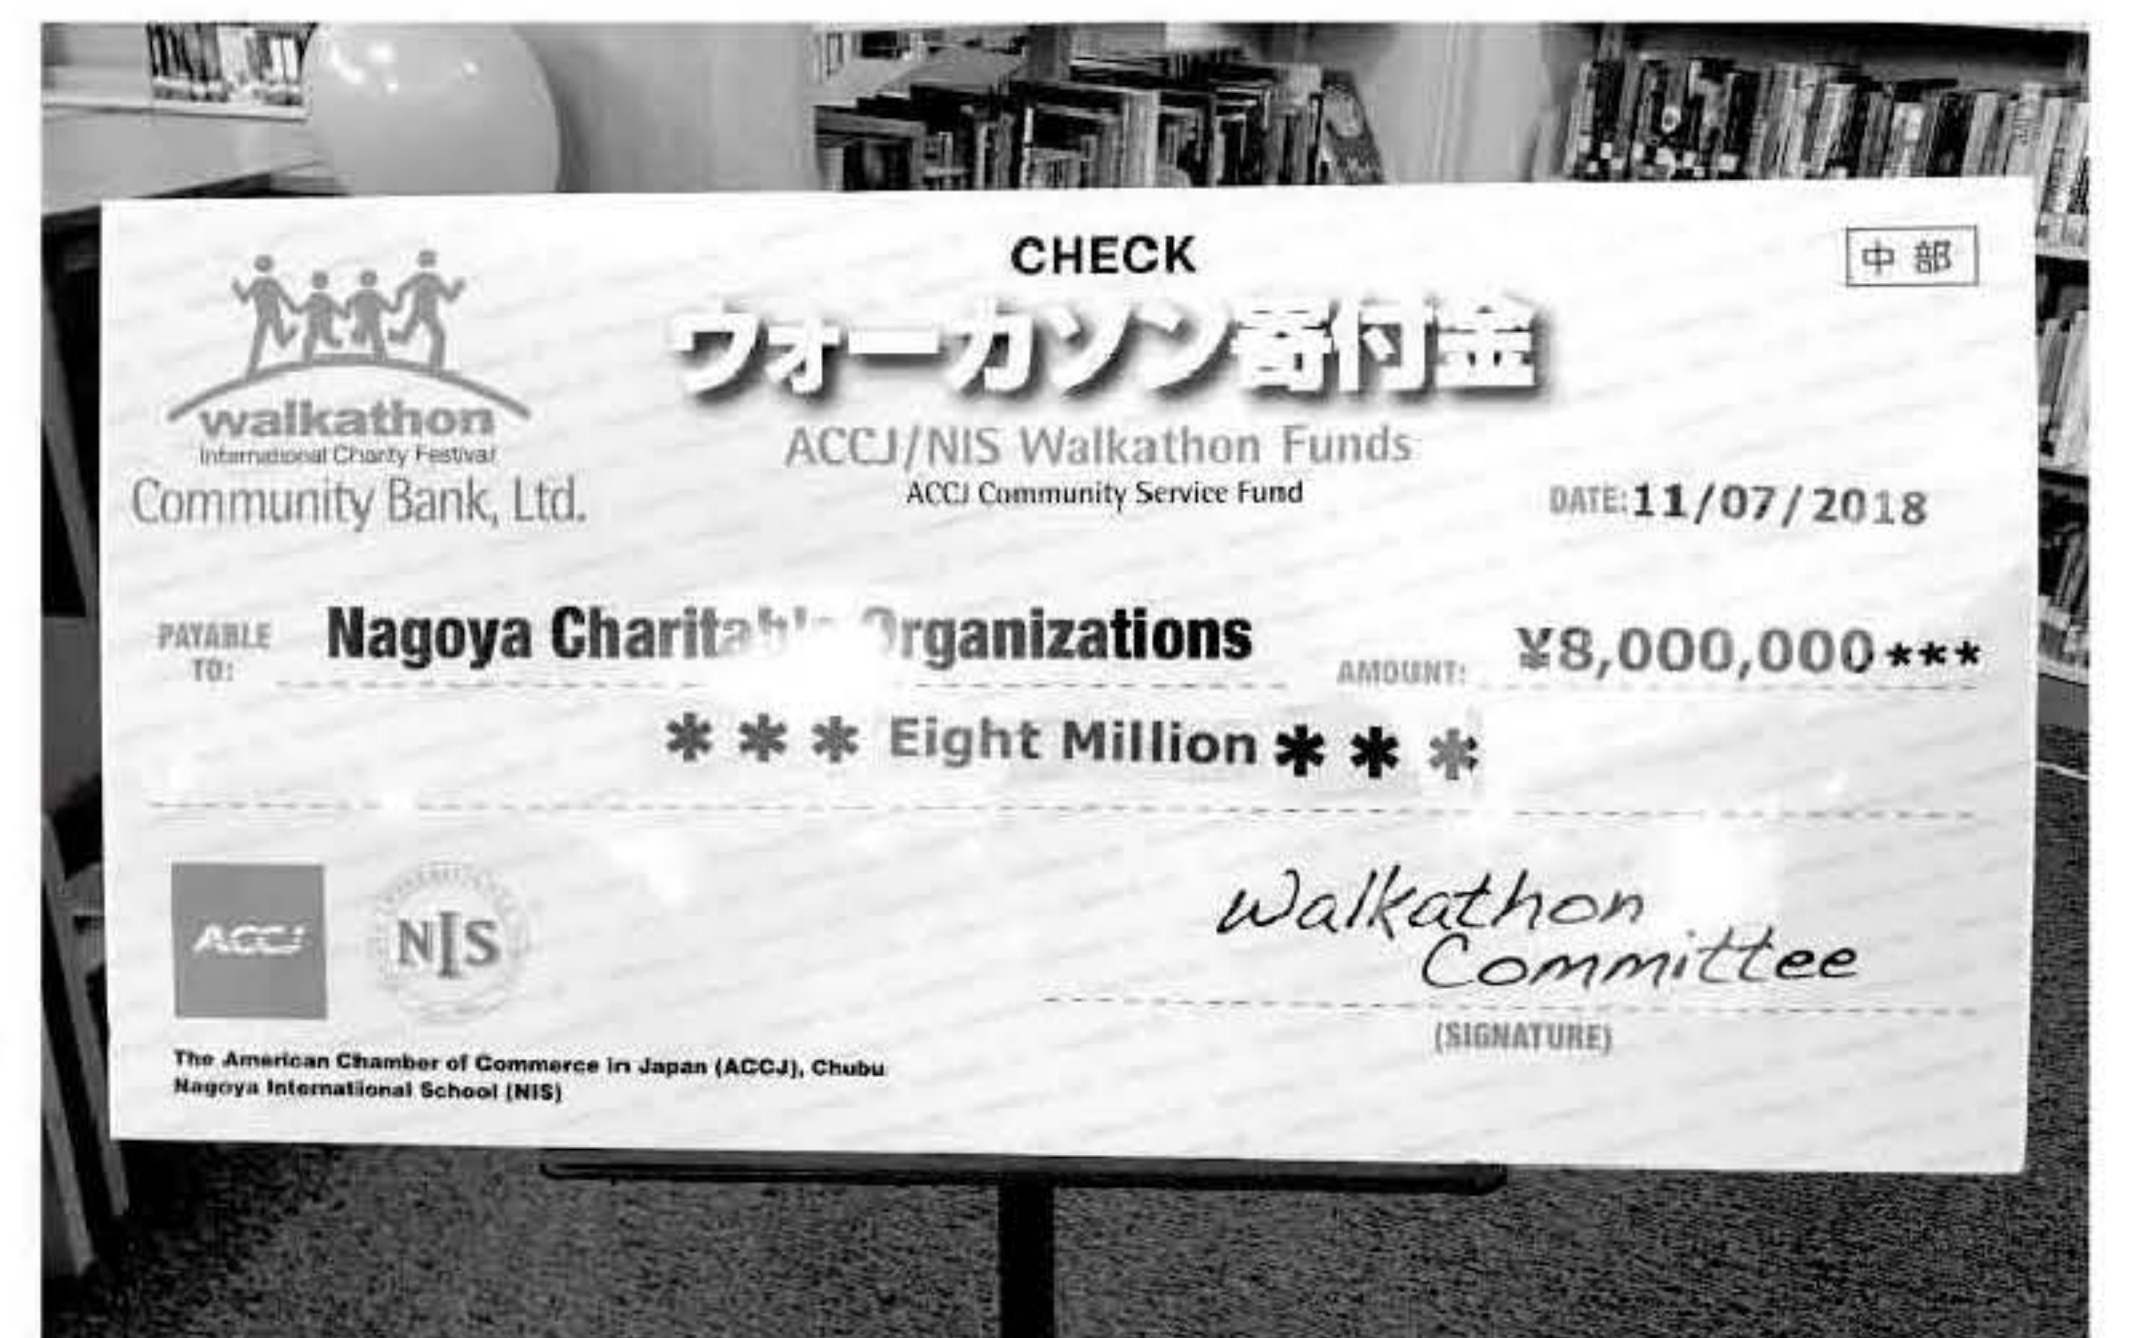 CHECK
中部
ウォーカソン寄付金
walkathon
International Charity Festival
Community Bank, Ltd.
ACCJ/NIS Walkathon Funds
ACCJ Community Service Fund
DATE: 11/07/2018
PAYABLE TO:
Nagoya Charitable Organizations
AMOUNT: ¥8,000,000***
*** Eight Million ***
ACCJ
NIS
Walkathon
Committee
(SIGNATURE)
The American Chamber of Commerce in Japan (ACCJ), Chubu
Nagoya International School (NIS)